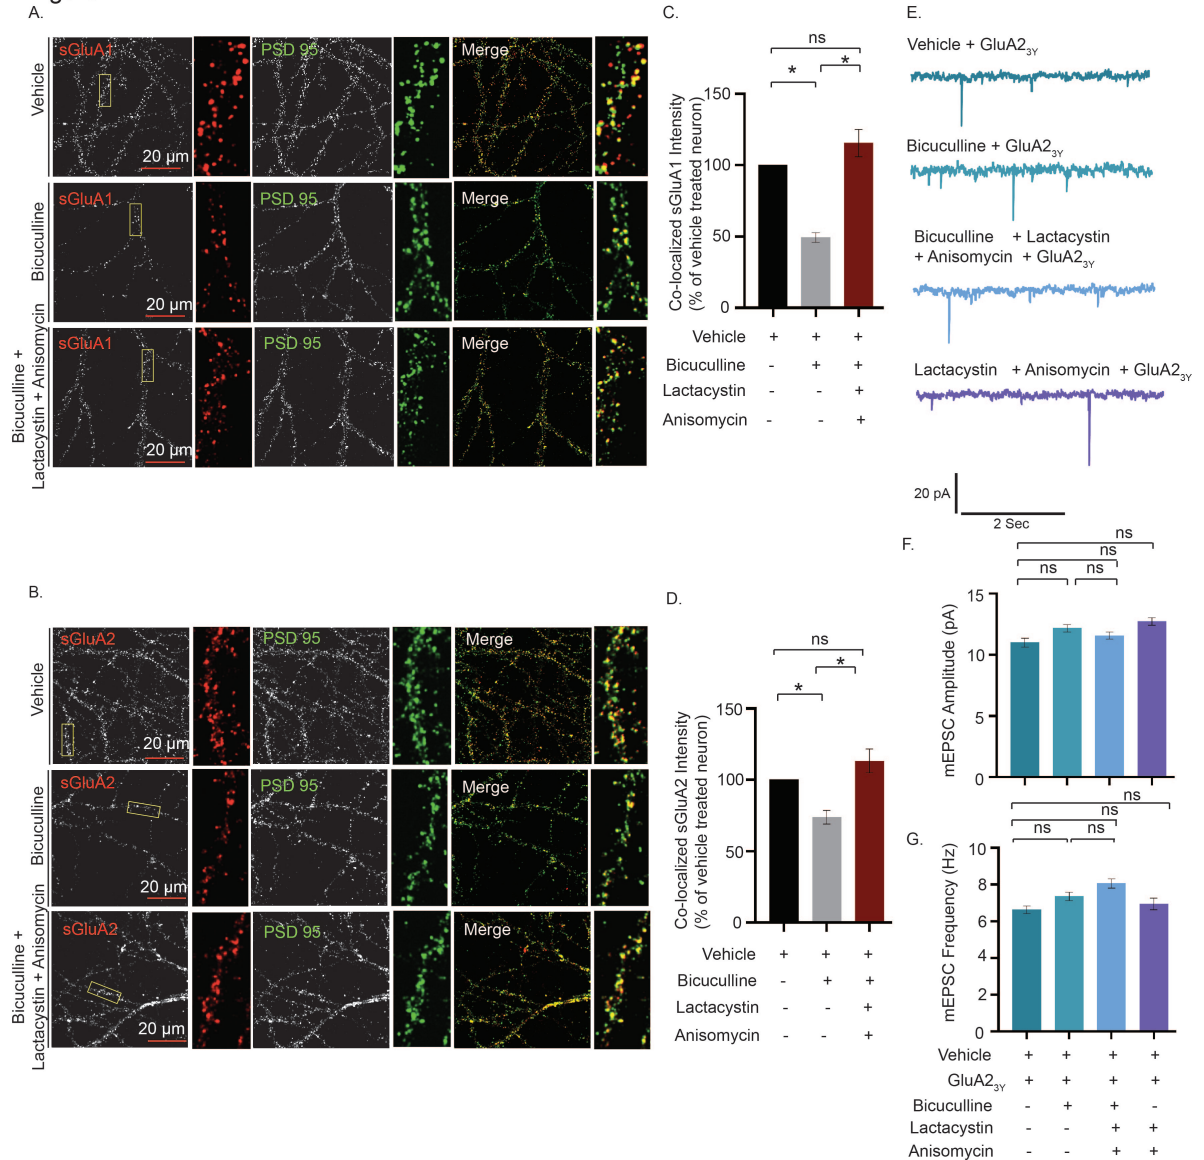 A.
Vehicle
sGluA1
PSD 95
Merge
20 µm
Bicuculline
sGluA1
PSD 95
Merge
20 µm
Bicuculline +
Lactacystin + Anisomycin
sGluA1
PSD 95
Merge
20 µm
B.
Vehicle
sGluA2
PSD 95
Merge
20 µm
Bicuculline
sGluA2
PSD 95
Merge
20 µm
Bicuculline +
Lactacystin + Anisomycin
sGluA2
PSD 95
Merge
20 µm
C.
ns
* *
Co-localized sGluA1 Intensity
(% of vehicle treated neuron)
150
100
50
0
Vehicle + + +
Bicuculline - + +
Lactacystin - - +
Anisomycin - - +
D.
ns
* *
Co-localized sGluA2 Intensity
(% of vehicle treated neuron)
150
100
50
0
Vehicle + + +
Bicuculline - + +
Lactacystin - - +
Anisomycin - - +
E.
Vehicle + GluA23Y
Bicuculline + GluA23Y
Bicuculline + Lactacystin
+ Anisomycin + GluA23Y
Lactacystin + Anisomycin + GluA23Y
20 pA
2 Sec
F.
ns
ns
ns ns
mEPSC Amplitude (pA)
15
10
5
0
G.
ns
ns
ns ns
mEPSC Frequency (Hz)
10
8
6
4
2
0
Vehicle + + + +
GluA23Y + + + +
Bicuculline - + + -
Lactacystin - - + +
Anisomycin - - + +